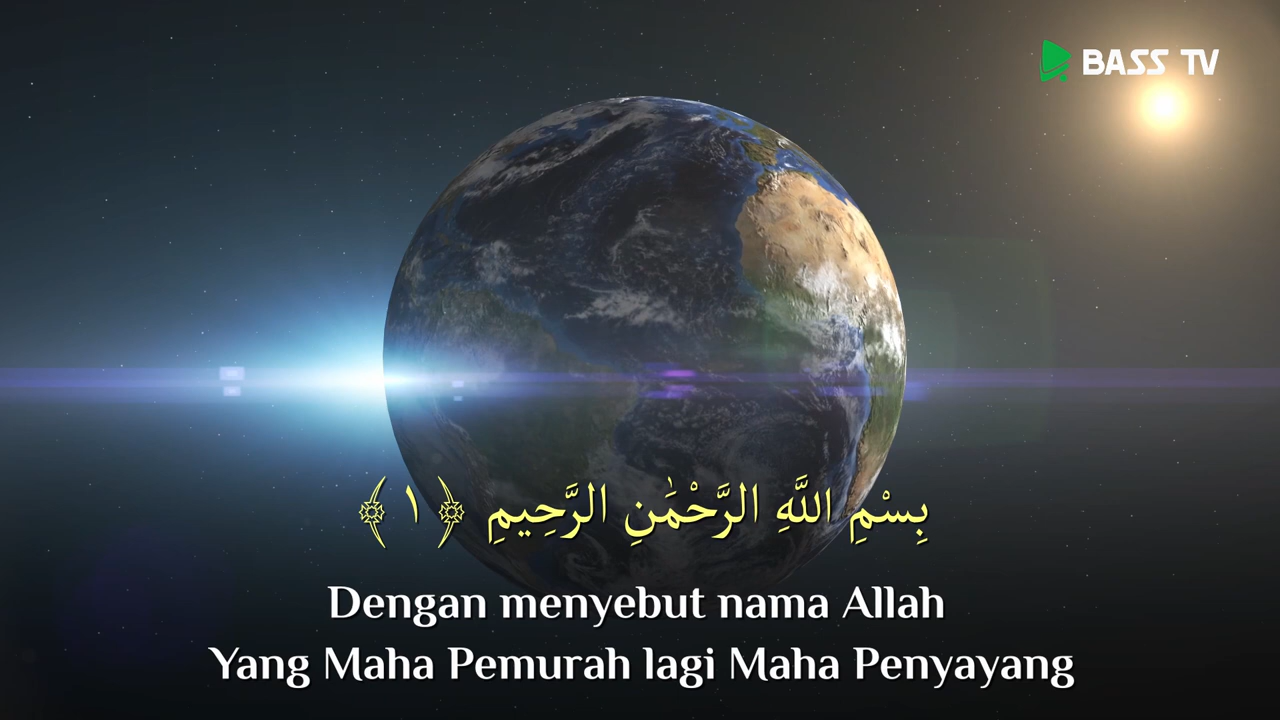 BASS TV
بِسْمِ اللَّهِ الرَّحْمَٰنِ الرَّحِيمِ ﴿١﴾
Dengan menyebut nama Allah
Yang Maha Pemurah lagi Maha Penyayang